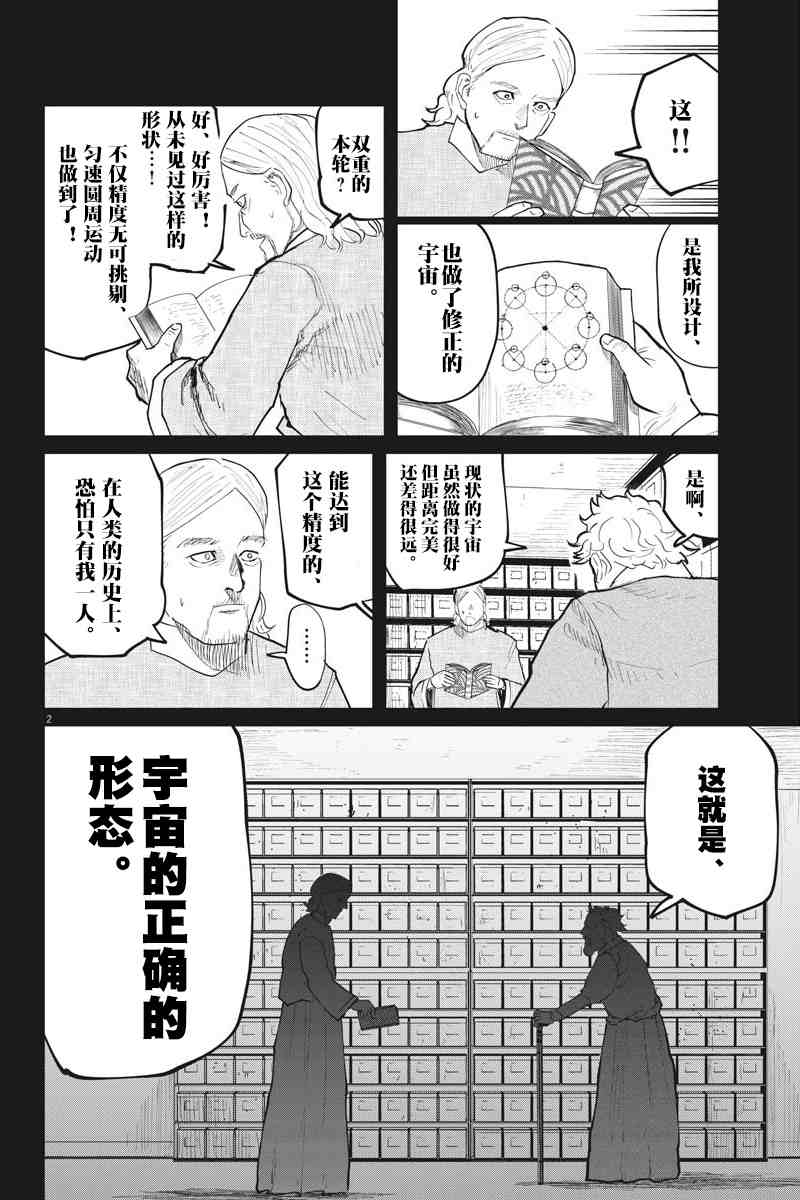 这!!
是我所设计、
也做了修正的
宇宙。
双重的
本轮?
好、好厉害!
从未见过这样的
形状…!
不仅精度无可挑剔、
匀速圆周运动
也做到了!
是啊、
现状的宇宙
虽然做得很好
但距离完美
还差得很远。
能达到
这个精度的、
……
在人类的历史上、
恐怕只有我一人。
2
这就是、
宇宙的正确的
形态。